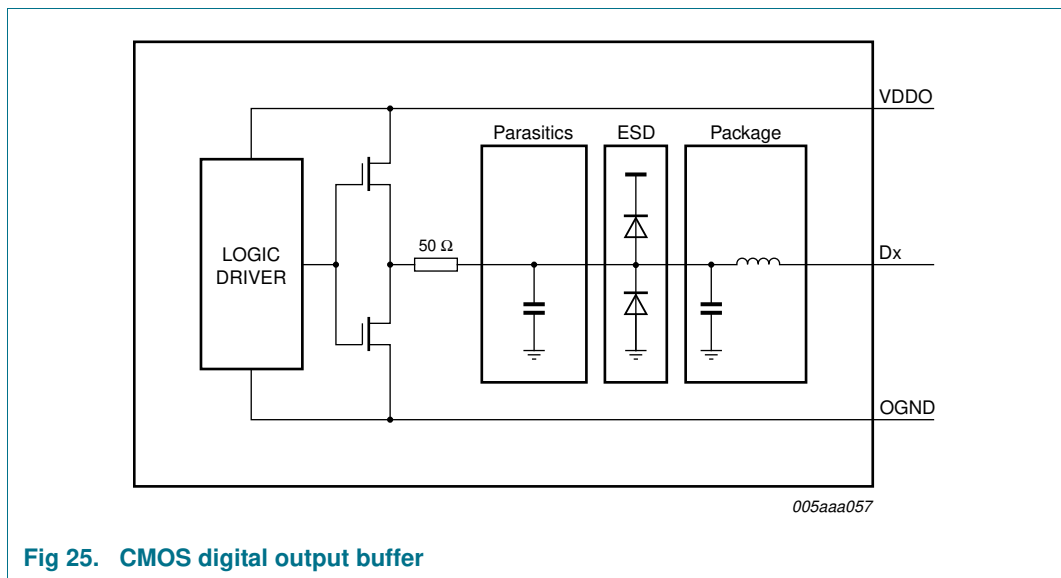 VDDO
Parasitics
ESD
Package
LOGIC
DRIVER
50 Ω
Dx
OGND
005aaa057
Fig 25. CMOS digital output buffer